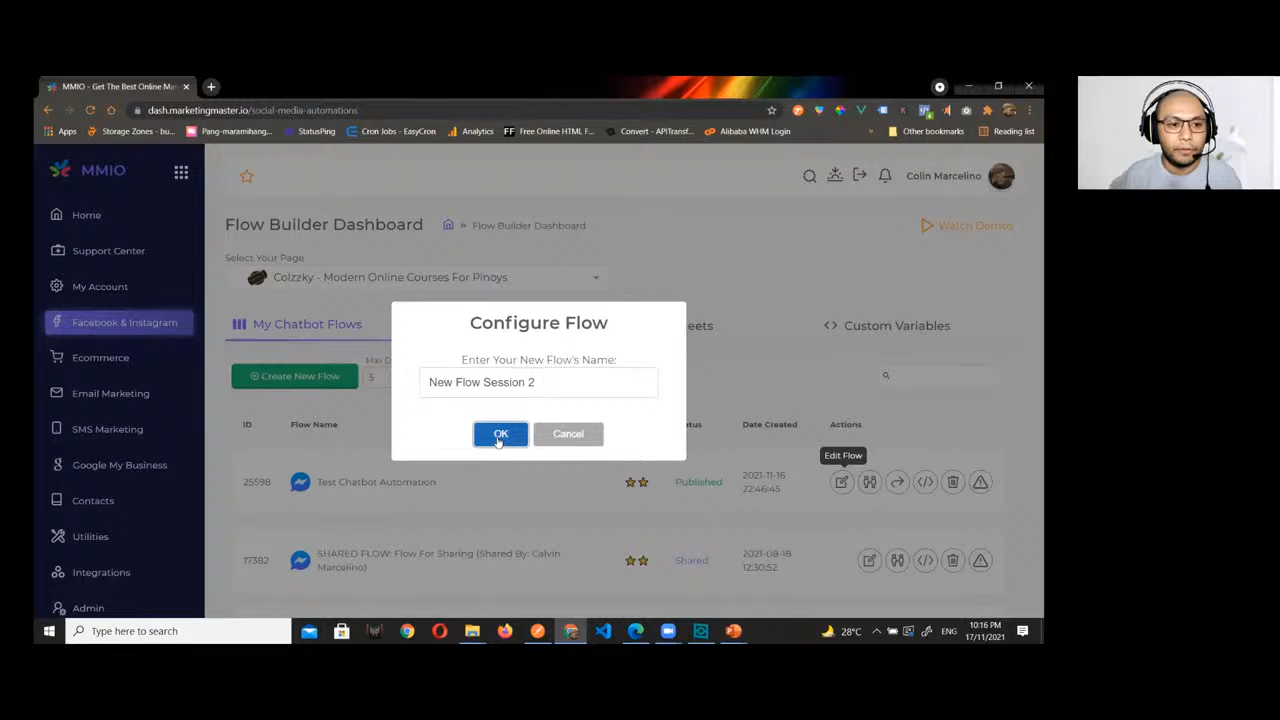 MMIO - Get The Best Online Ma
dash.marketingmaster.io/social-media-automations
Apps
Storage Zones - bu...
Pang-maramihang...
StatusPing
Cron Jobs - EasyCron
Analytics
FF Free Online HTML F...
Convert - APITransf...
Alibaba WHM Login
»
Other bookmarks
Reading list
MMIO
Colin Marcelino
Home
Support Center
My Account
Facebook & Instagram
Ecommerce
Email Marketing
SMS Marketing
Google My Business
Contacts
Utilities
Integrations
Admin
Flow Builder Dashboard
» Flow Builder Dashboard
Watch Demos
Select Your Page
Colzzky - Modern Online Courses For Pinoys
My Chatbot Flows
eets
<> Custom Variables
Create New Flow
Max D
5
Configure Flow
Enter Your New Flow's Name:
New Flow Session 2
OK
Cancel
ID
Flow Name
atus
Date Created
Actions
Edit Flow
25598
Test Chatbot Automation
Published
2021-11-16
22:46:45
17382
SHARED FLOW: Flow For Sharing (Shared By: Calvin
Marcelino)
Shared
2021-08-18
12:30:52
Type here to search
28°C
ENG
10:16 PM
17/11/2021